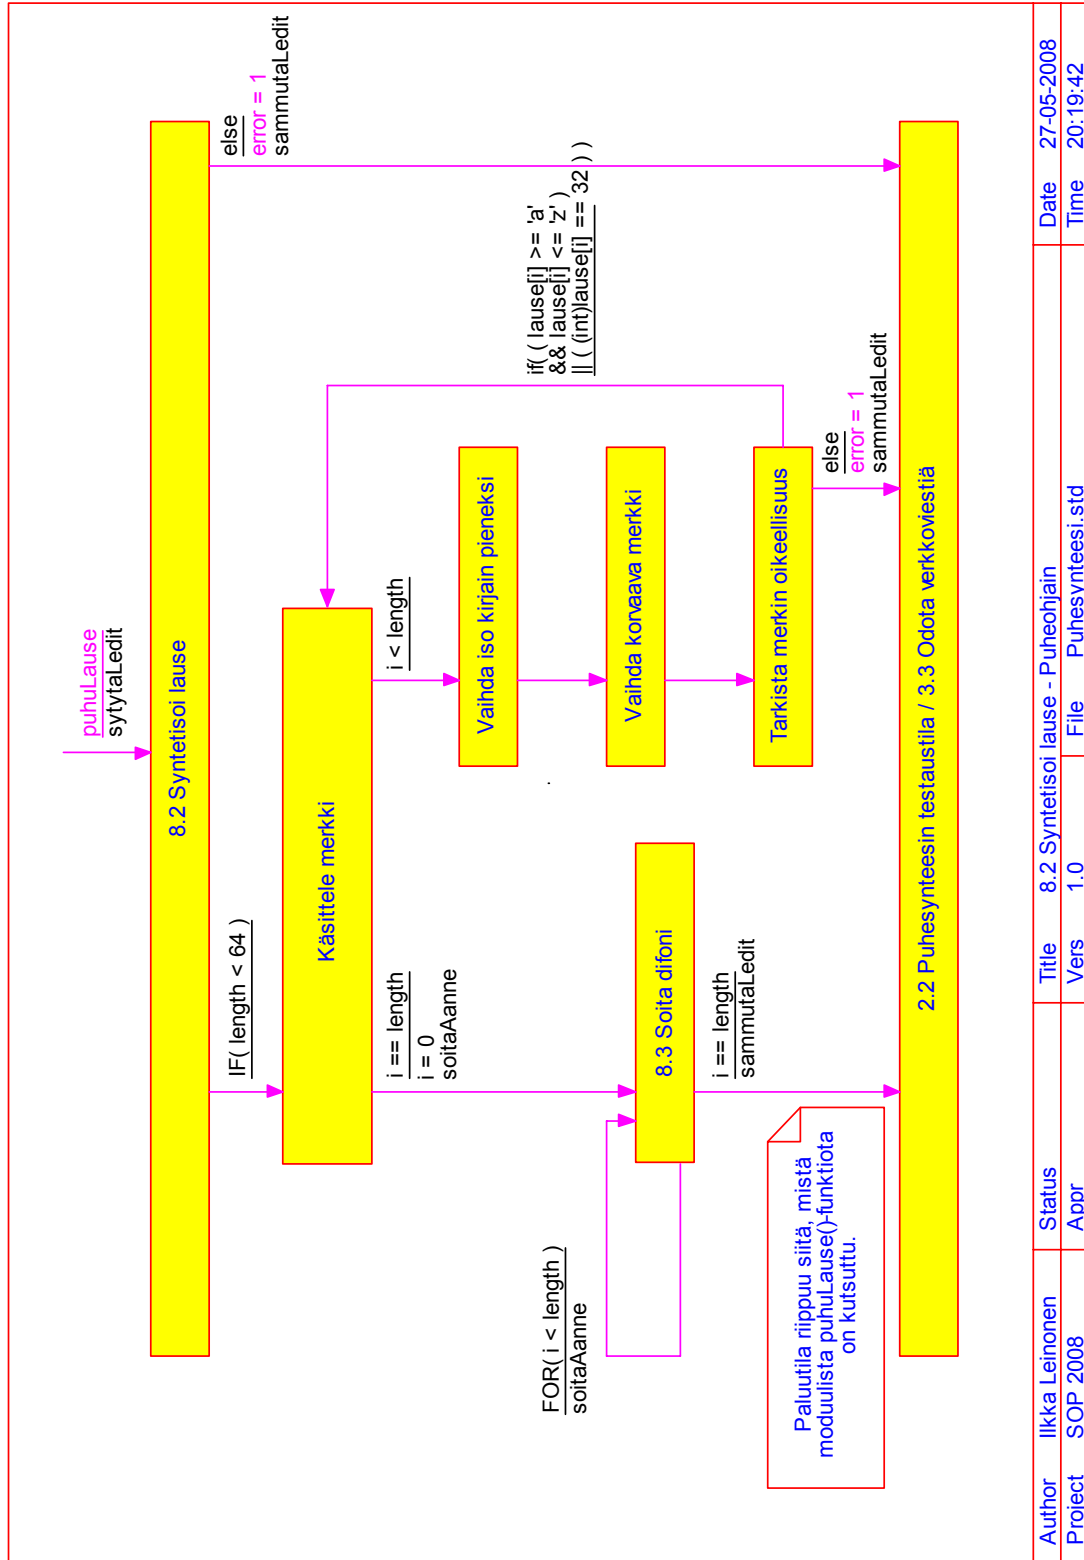 puhuLause
sytytaLedit
8.2 Syntetisoi lause
IF( length < 64 )
else
error = 1
sammutaLedit
Käsittele merkki
i == length
i = 0
soitaAanne
i < length
if( ( lause[i] >= 'a'
&& lause[i] <= 'z' )
|| ( (int)lause[i] == 32 ) )
Vaihda iso kirjain pieneksi
Vaihda korvaava merkki
FOR( i < length )
soitaAanne
8.3 Soita difoni
Tarkista merkin oikeellisuus
i == length
sammutaLedit
else
error = 1
sammutaLedit
Paluutila riippuu siitä, mistä
moduulista puhuLause()-funktiota
on kutsuttu.
2.2 Puhesynteesin testaustila / 3.3 Odota verkkoviestiä
Author Ilkka Leinonen Status Title 8.2 Syntetisoi lause - Puheohjain Date 27-05-2008
Project SOP 2008 Appr Vers 1.0 File Puhesynteesi.std Time 20:19:42